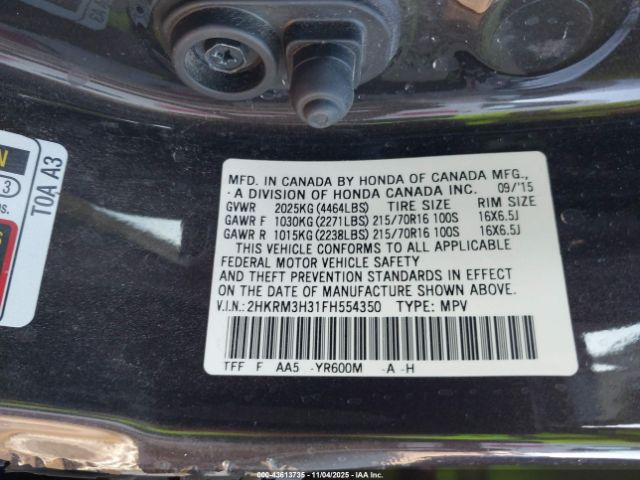 MFD. IN CANADA BY HONDA OF CANADA MFG.,
- A DIVISION OF HONDA CANADA INC. 09/'15
GVWR 2025KG (4464LBS) TIRE SIZE RIM SIZE
GAWR F 1030KG (2271LBS) 215/70R16 100S 16X6.5J
GAWR R 1015KG (2238LBS) 215/70R16 100S 16X6.5J
THIS VEHICLE CONFORMS TO ALL APPLICABLE
FEDERAL MOTOR VEHICLE SAFETY
AND THEFT PREVENTION STANDARDS IN EFFECT
ON THE DATE OF MANUFACTURE SHOWN ABOVE.
V.I.N.: 2HKRM3H31FH554350 TYPE: MPV
TFF F AA5 -YR600M -A -H
T0A A3
N
3
s.
000-43613735 - 11/04/2025 - IAAI